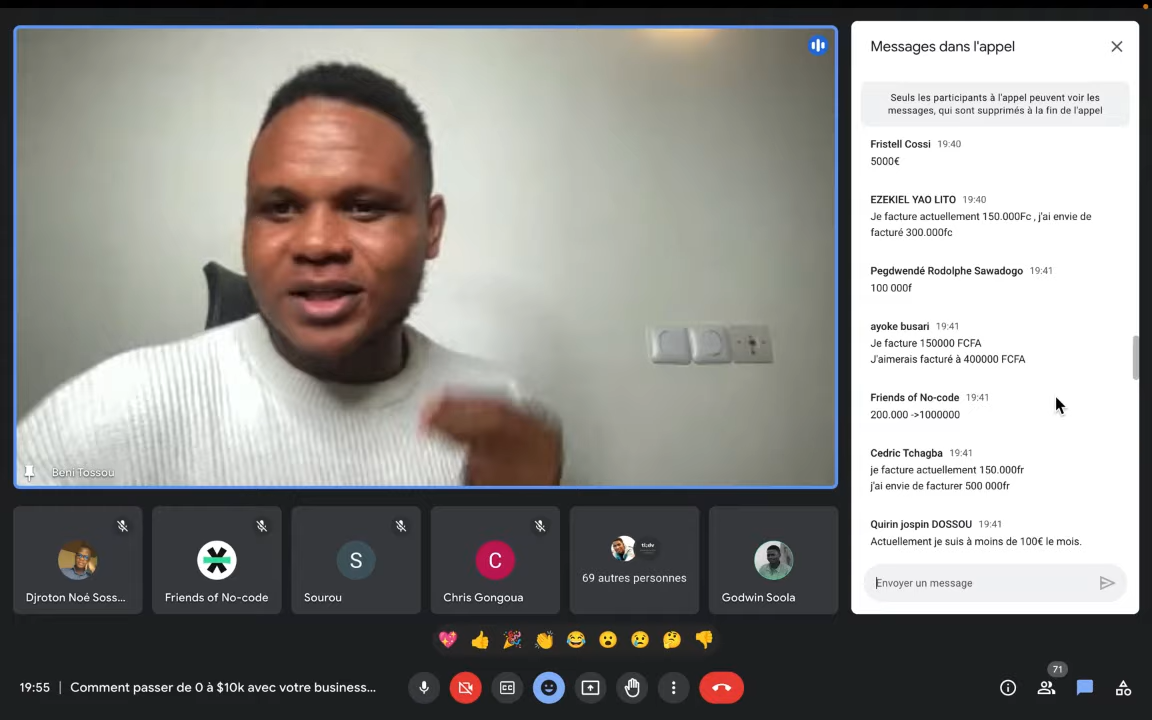 Messages dans l'appel
Seuls les participants à l'appel peuvent voir les
messages, qui sont supprimés à la fin de l'appel
Fristell Cossi 19:40
5000€
EZEKIEL YAO LITO 19:40
Je facture actuellement 150.000Fc , j'ai envie de
facturé 300.000fc
Pegdwendé Rodolphe Sawadogo 19:41
100 000f
ayoke busari 19:41
Je facture 150000 FCFA
J'aimerais facturé à 400000 FCFA
Friends of No-code 19:41
200.000 ->1000000
Cedric Tchagba 19:41
je facture actuellement 150.000fr
j'ai envie de facturer 500 000fr
Quirin jospin DOSSOU 19:41
Actuellement je suis à moins de 100€ le mois.
Envoyer un message
Beni Tossou
S
C
Djroton Noé Soss...
Friends of No-code
Sourou
Chris Gongoua
69 autres personnes
Godwin Soola
19:55 | Comment passer de 0 à $10k avec votre business...
CC
71